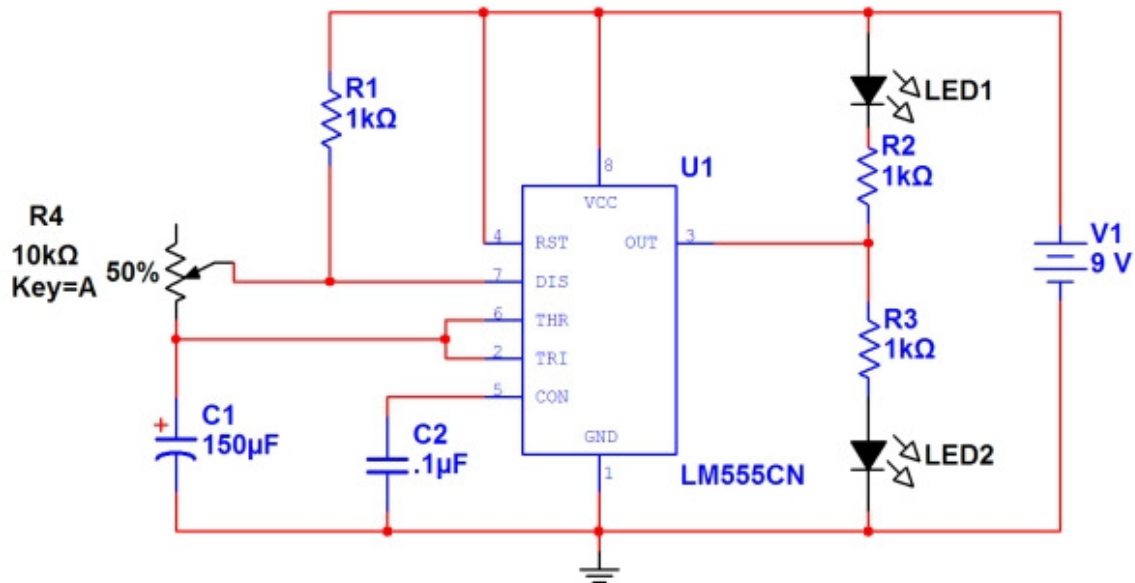 R1
1kΩ
LED1
R2
1kΩ
8
U1
VCC
R4
10kΩ
Key=A
50%
4
RST
OUT
3
V1
9 V
7
DIS
6
THR
R3
1kΩ
2
TRI
5
CON
+
C1
150µF
C2
.1µF
GND
1
LM555CN
LED2